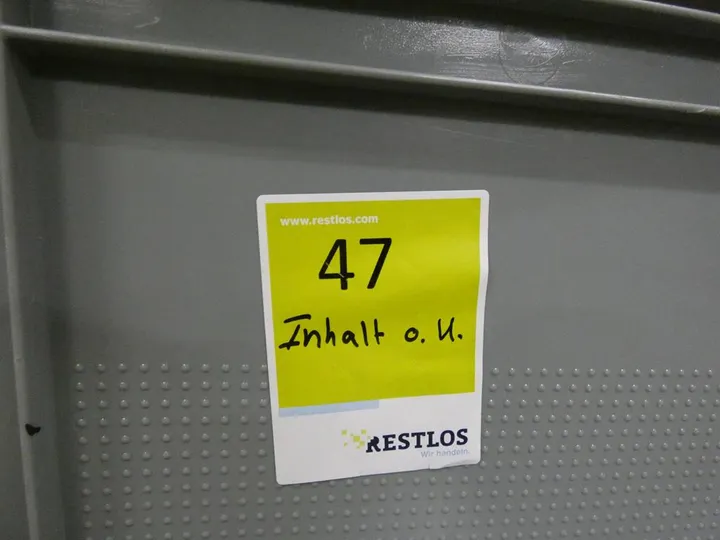 www.restlos.com
47
Inhalt o. U.
RESTLOS
Wir handeln.